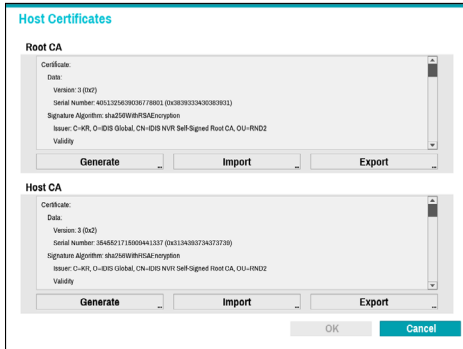 Host Certificates
Root CA
Certificate:
Data:
Version: 3 (0x2)
Serial Number: 4051325639036778801 (0x3839333430383931)
Signature Algorithm: sha256WithRSAEncryption
Issuer: C=KR, O=IDIS Global, CN=IDIS NVR Self-Signed Root CA, OU=RND2
Validity
Generate ...
Import ...
Export ...
Host CA
Certificate:
Data:
Version: 3 (0x2)
Serial Number: 3545521715909441337 (0x3134393734373739)
Signature Algorithm: sha256WithRSAEncryption
Issuer: C=KR, O=IDIS Global, CN=IDIS NVR Self-Signed Root CA, OU=RND2
Validity
Generate ...
Import ...
Export ...
OK
Cancel